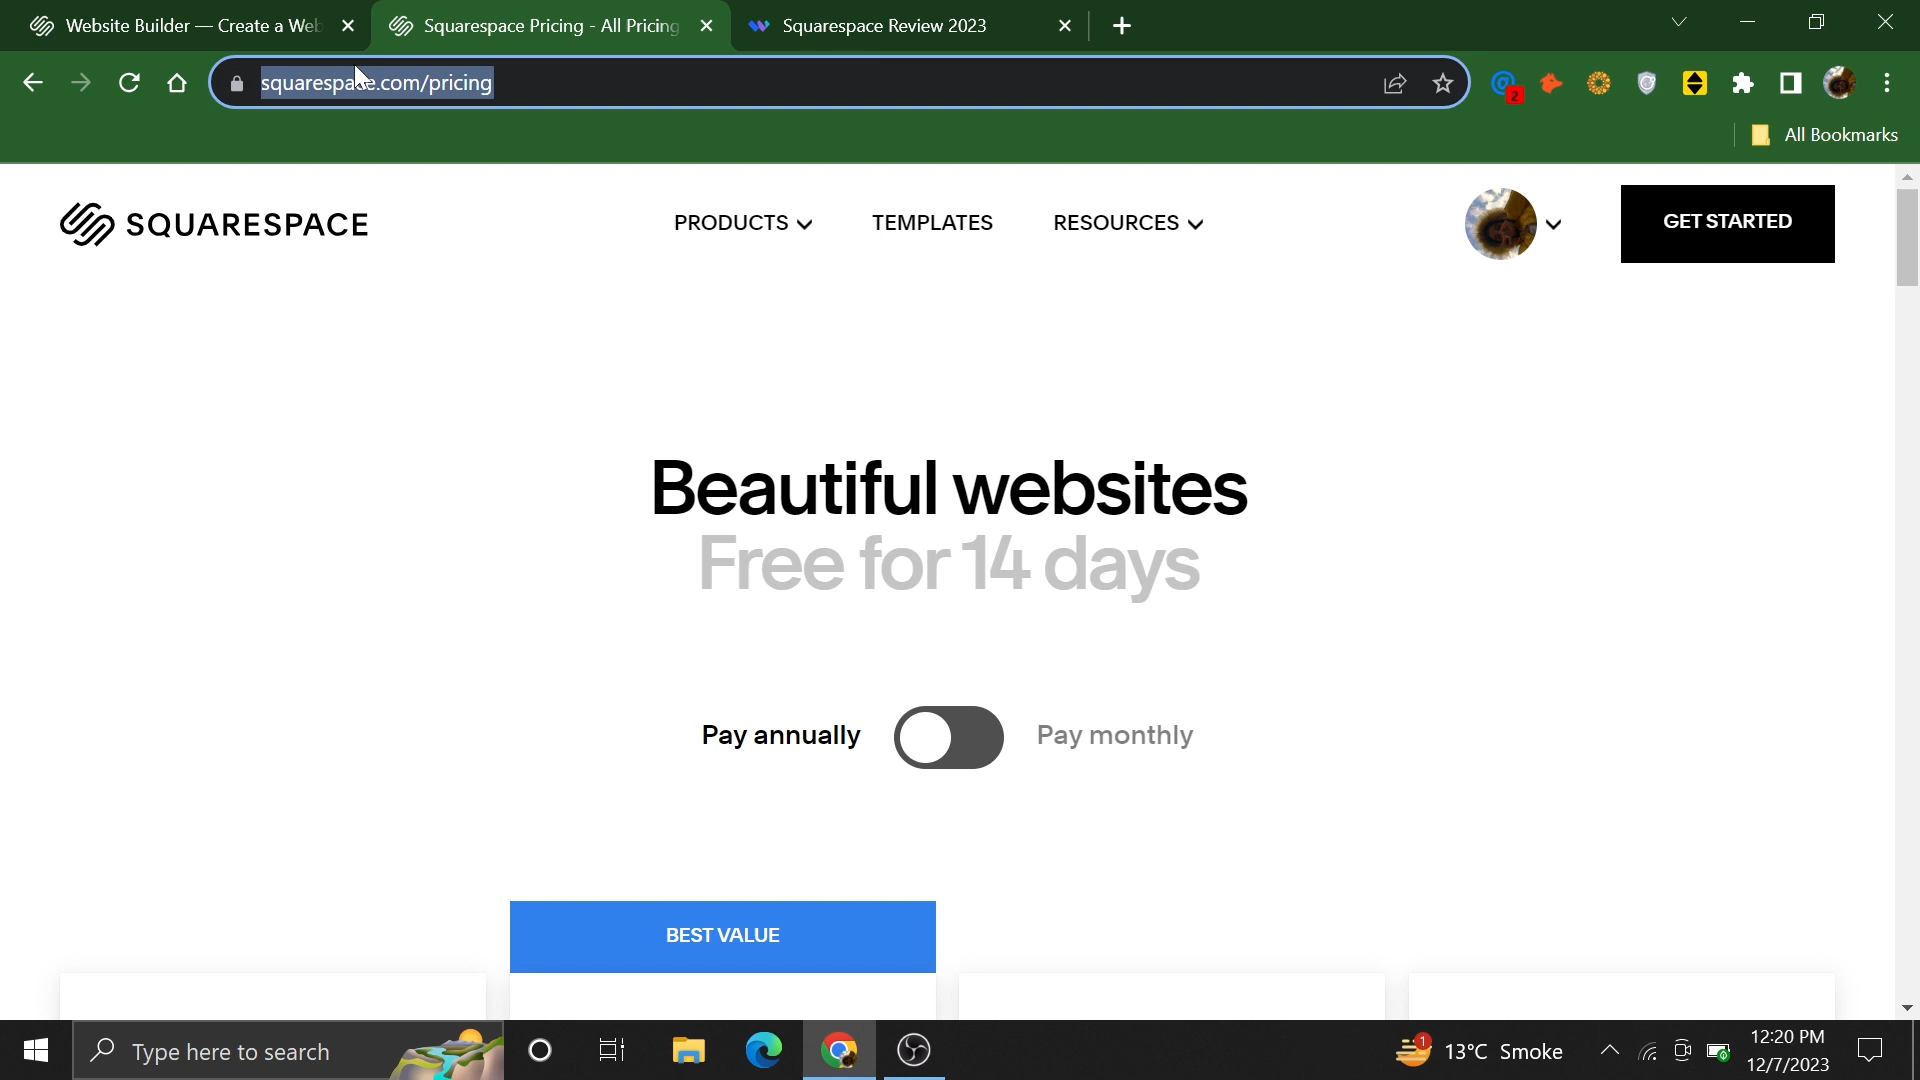 Website Builder — Create a Web
Squarespace Pricing - All Pricing
Squarespace Review 2023
squarespace.com/pricing
2
All Bookmarks
SQUARESPACE
PRODUCTS
TEMPLATES
RESOURCES
GET STARTED
Beautiful websites
Free for 14 days
Pay annually
Pay monthly
BEST VALUE
Type here to search
1
13°C Smoke
12:20 PM
12/7/2023